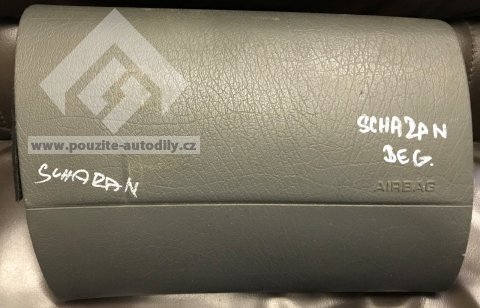 www.pouzite-autodily.cz
SCHARAN
SCHARAN
DEG.
AIRBAG